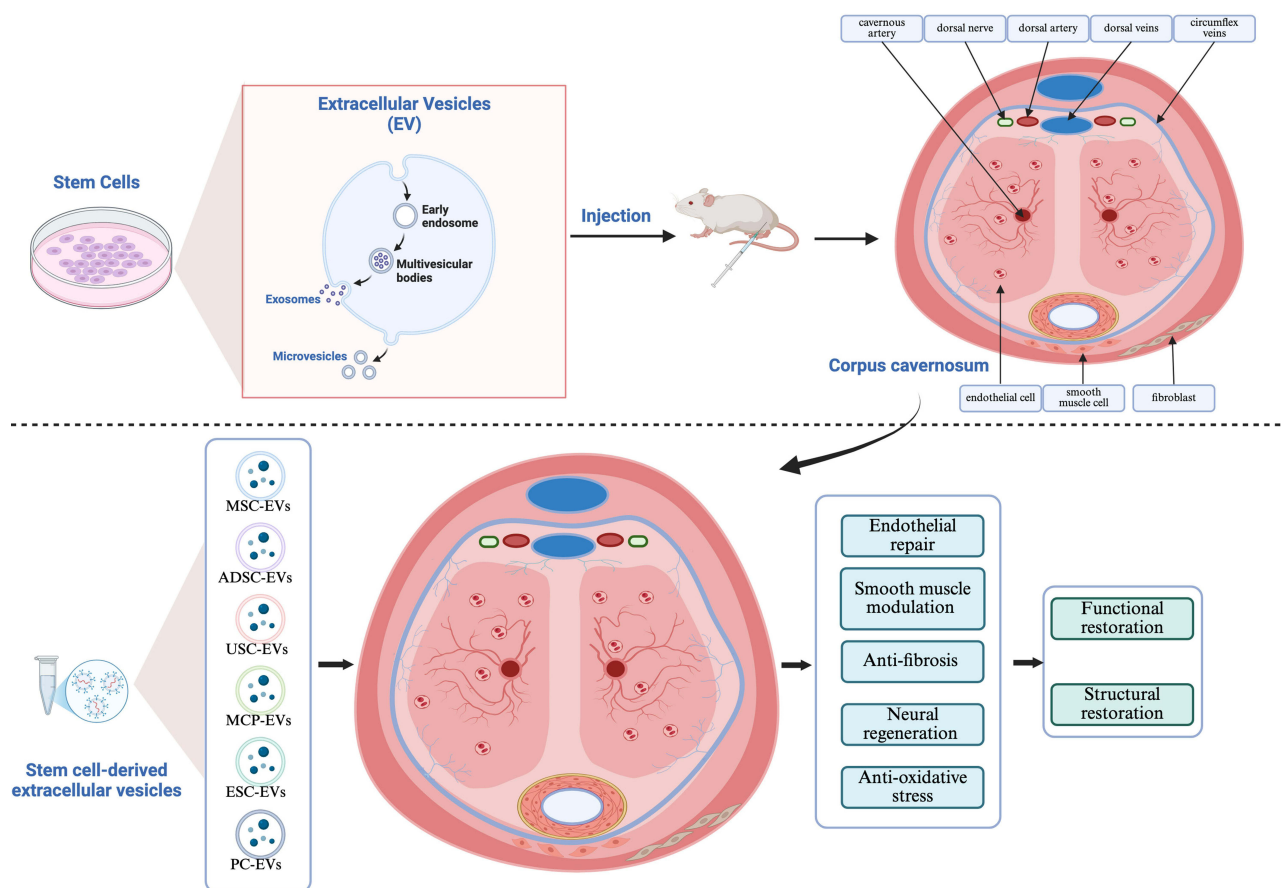 cavernous
artery
dorsal nerve
dorsal artery
dorsal veins
circumflex
veins
Extracellular Vesicles
(EV)
Stem Cells
Early
endosome
Multivesicular
bodies
Exosomes
Microvesicles
Injection
Corpus cavernosum
endothelial cell
smooth
muscle cell
fibroblast
MSC-EVs
ADSC-EVs
USC-EVs
MCP-EVs
ESC-EVs
PC-EVs
Stem cell-derived
extracellular vesicles
Endothelial
repair
Smooth muscle
modulation
Anti-fibrosis
Neural
regeneration
Anti-oxidative
stress
Functional
restoration
Structural
restoration